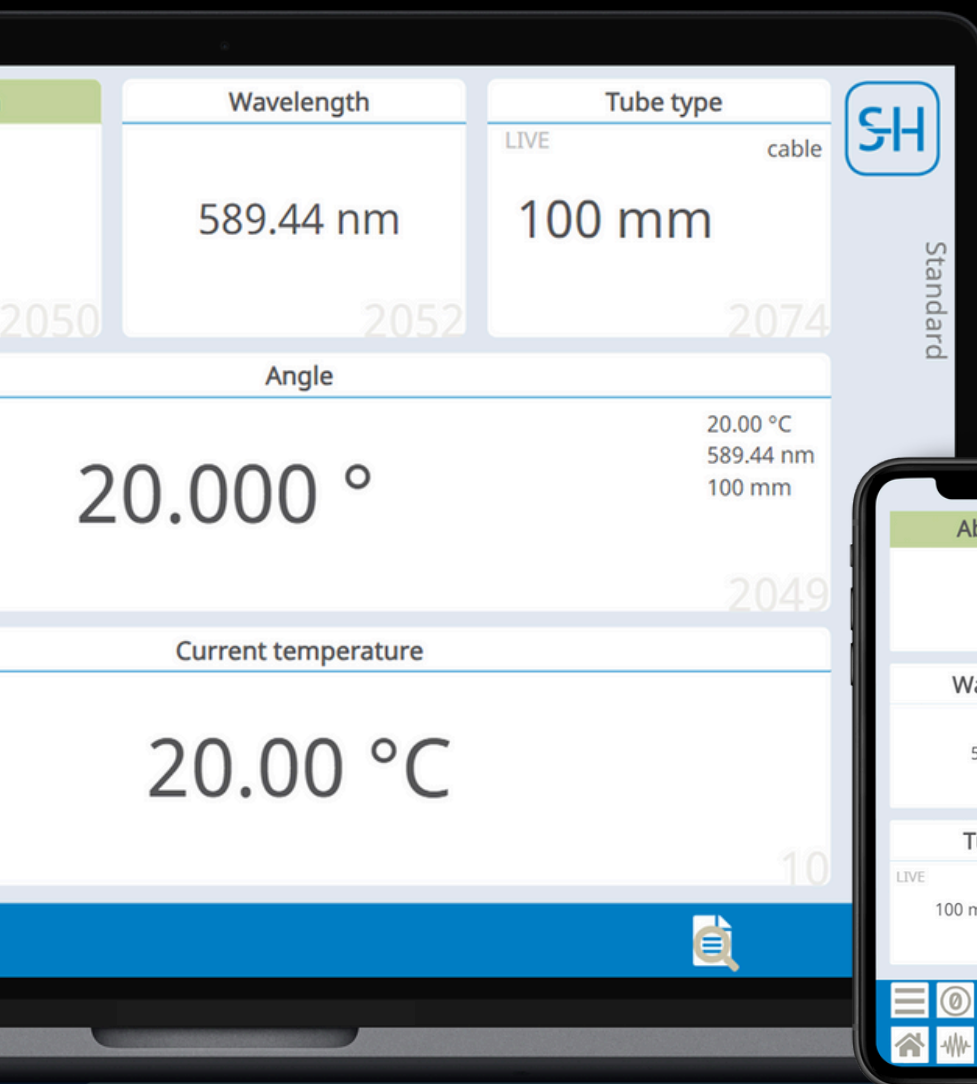 Wavelength
589.44 nm
2050
2052
Tube type
LIVE
cable
100 mm
2074
SH
Standard
Angle
20.000 °
20.00 °C
589.44 nm
100 mm
2049
Current temperature
20.00 °C
10
LIVE
0